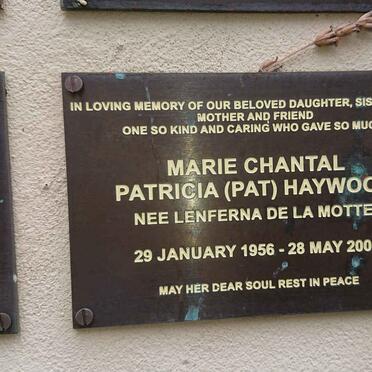 IN LOVING MEMORY OF OUR BELOVED DAUGHTER, SIS
MOTHER AND FRIEND
ONE SO KIND AND CARING WHO GAVE SO MUC
MARIE CHANTAL
PATRICIA (PAT) HAYWOO
NEE LENFERNA DE LA MOTTE
29 JANUARY 1956 - 28 MAY 200
MAY HER DEAR SOUL REST IN PEACE